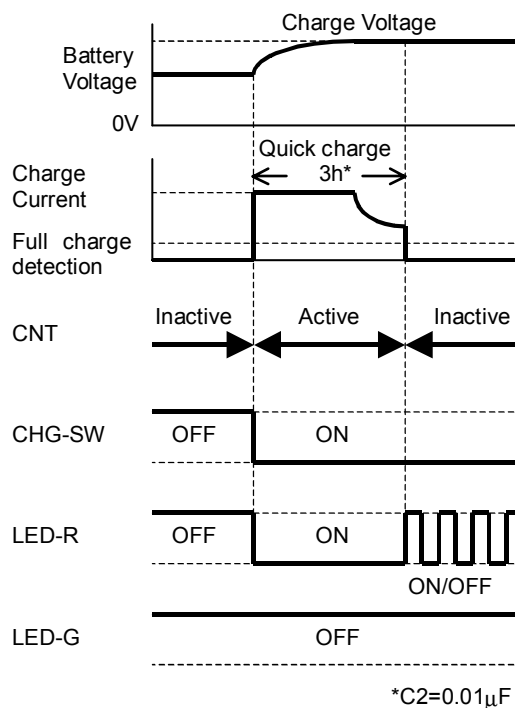 Charge Voltage
Battery
Voltage
0V
Quick charge
3h*
Charge
Current
Full charge
detection
Inactive Active Inactive
CNT
CHG-SW OFF ON
LED-R OFF ON
ON/OFF
LED-G OFF
*C2=0.01μF